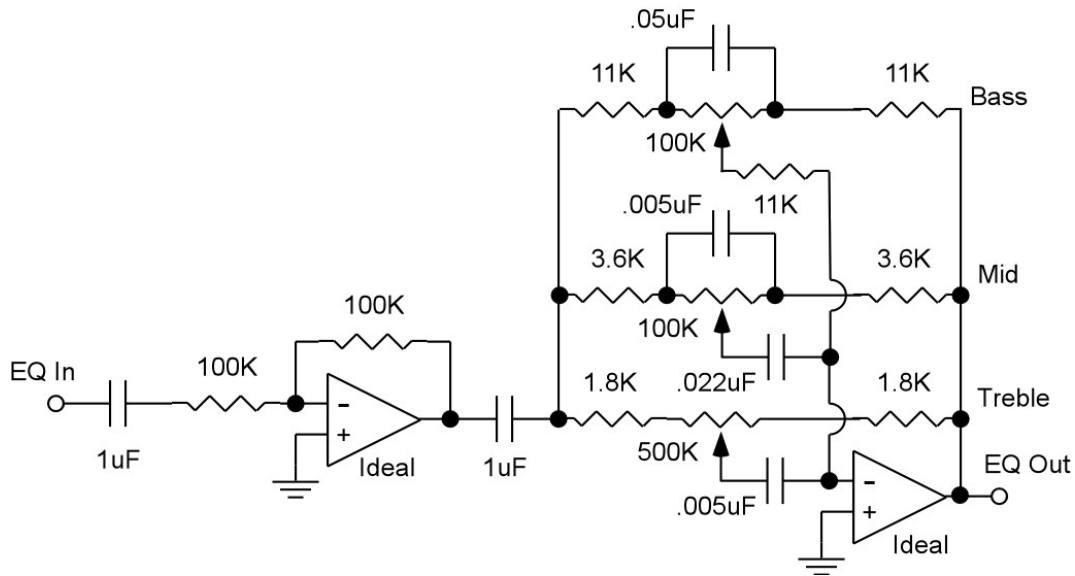 .05uF
11K
11K
Bass
100K
11K
.005uF
3.6K
3.6K
Mid
100K
100K
.022uF
EQ In
100K
1.8K
1.8K
Treble
-
+
1uF
Ideal
1uF
500K
.005uF
-
+
EQ Out
Ideal